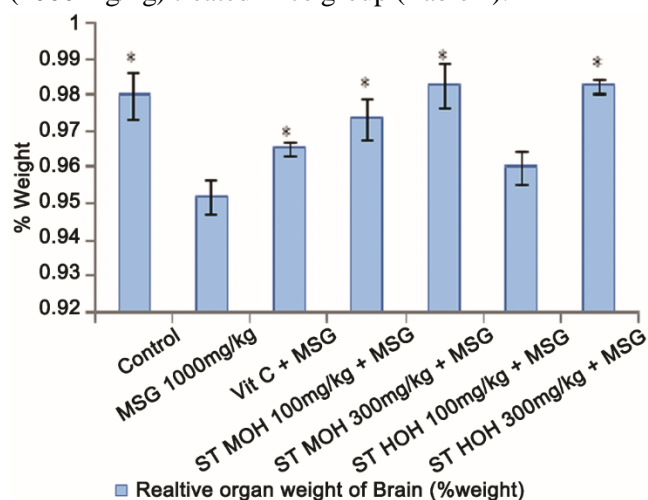 1
0.99
0.98
0.97
0.96
0.95
0.94
0.93
0.92
% Weight
*
*
*
*
*
Control
MSG 1000mg/kg
Vit C + MSG
ST MOH 100mg/kg + MSG
ST MOH 300mg/kg + MSG
ST HOH 100mg/kg + MSG
ST HOH 300mg/kg + MSG
Realtive organ weight of Brain (%weight)